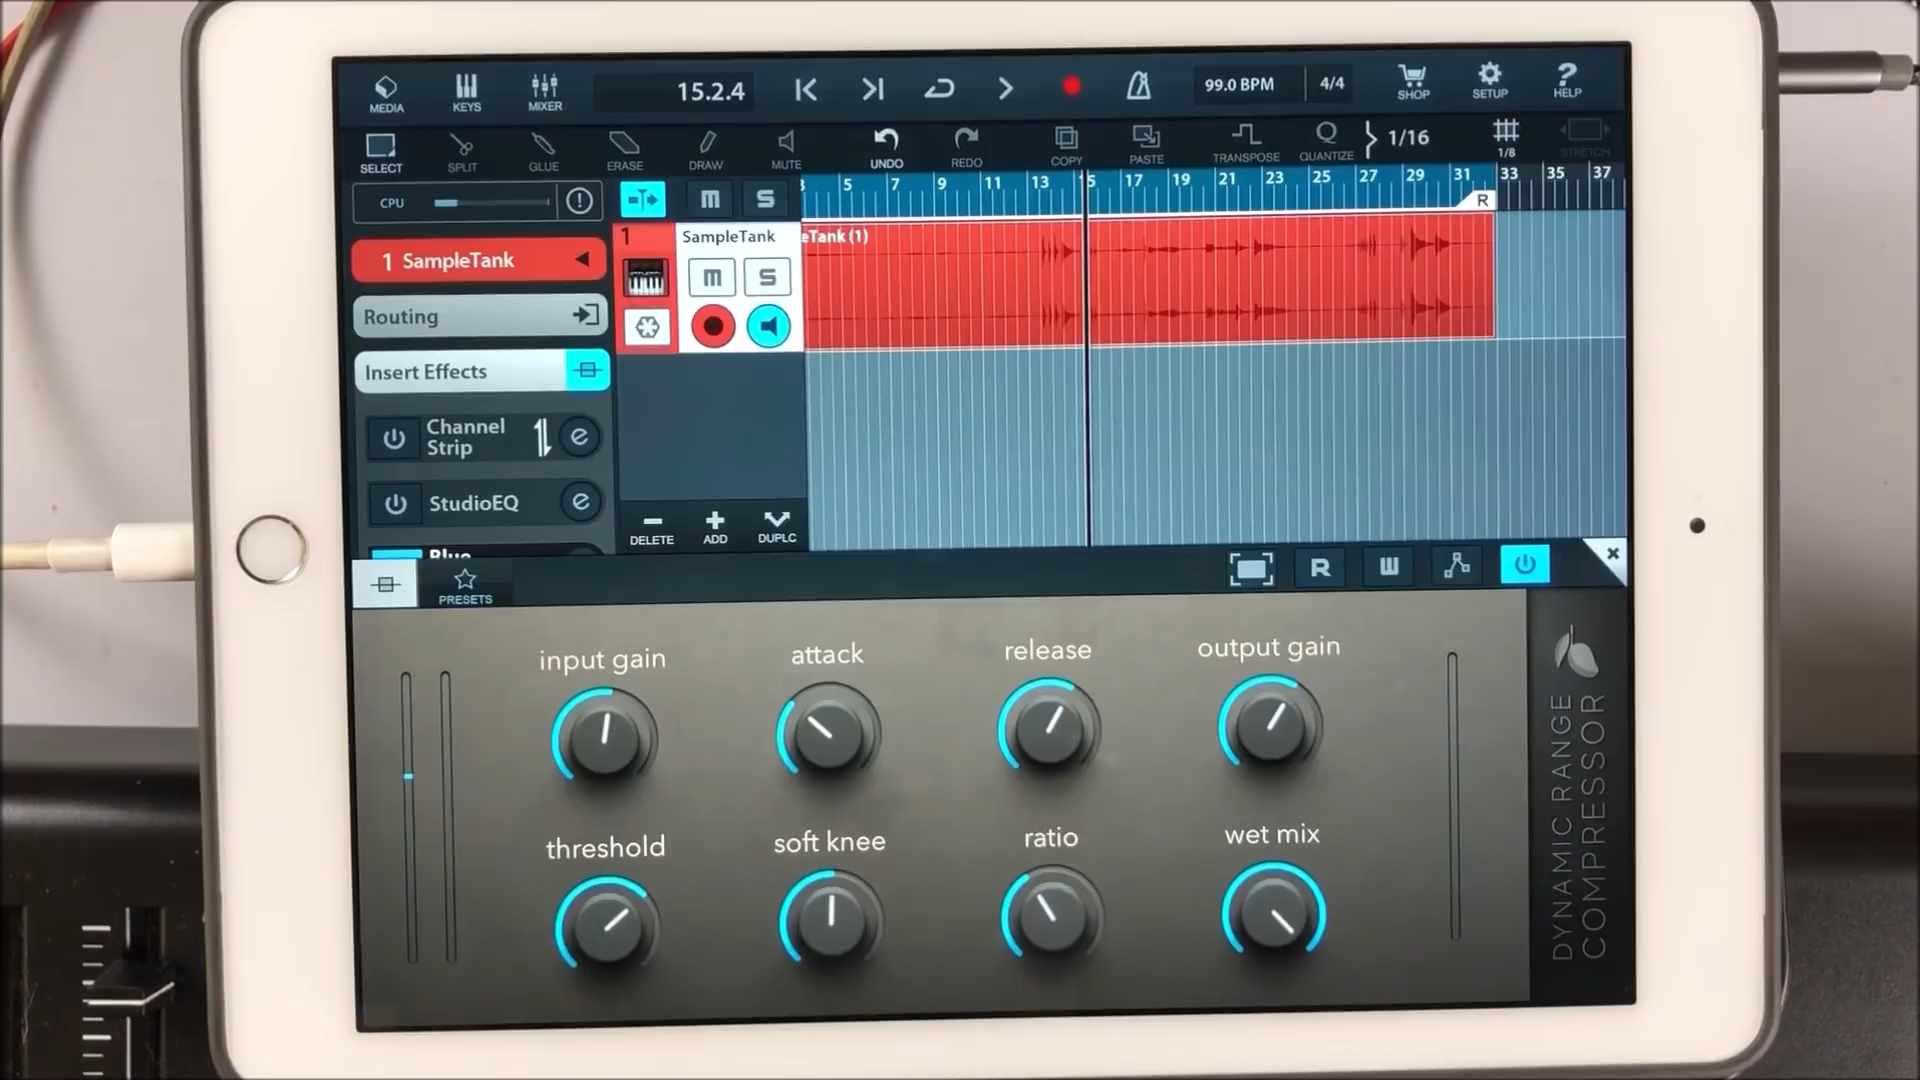 MEDIA
KEYS
MIXER
15.2.4
99.0 BPM
4/4
SHOP
SETUP
?
HELP
SELECT
SPLIT
GLUE
ERASE
DRAW
MUTE
UNDO
REDO
COPY
PASTE
TRANSPOSE
Q
QUANTIZE
1/16
1/8
STRETCH
CPU
M
S
5
7
9
11
13
17
19
21
23
25
27
29
31
33
35
37
R
1 SampleTank
1
SampleTank
eTank (1)
M
S
Routing
Insert Effects
Channel
Strip
e
StudioEQ
e
Blue
DELETE
ADD
DUPLC
PRESETS
R
W
input gain
attack
release
output gain
threshold
soft knee
ratio
wet mix
DYNAMIC RANGE
COMPRESSOR